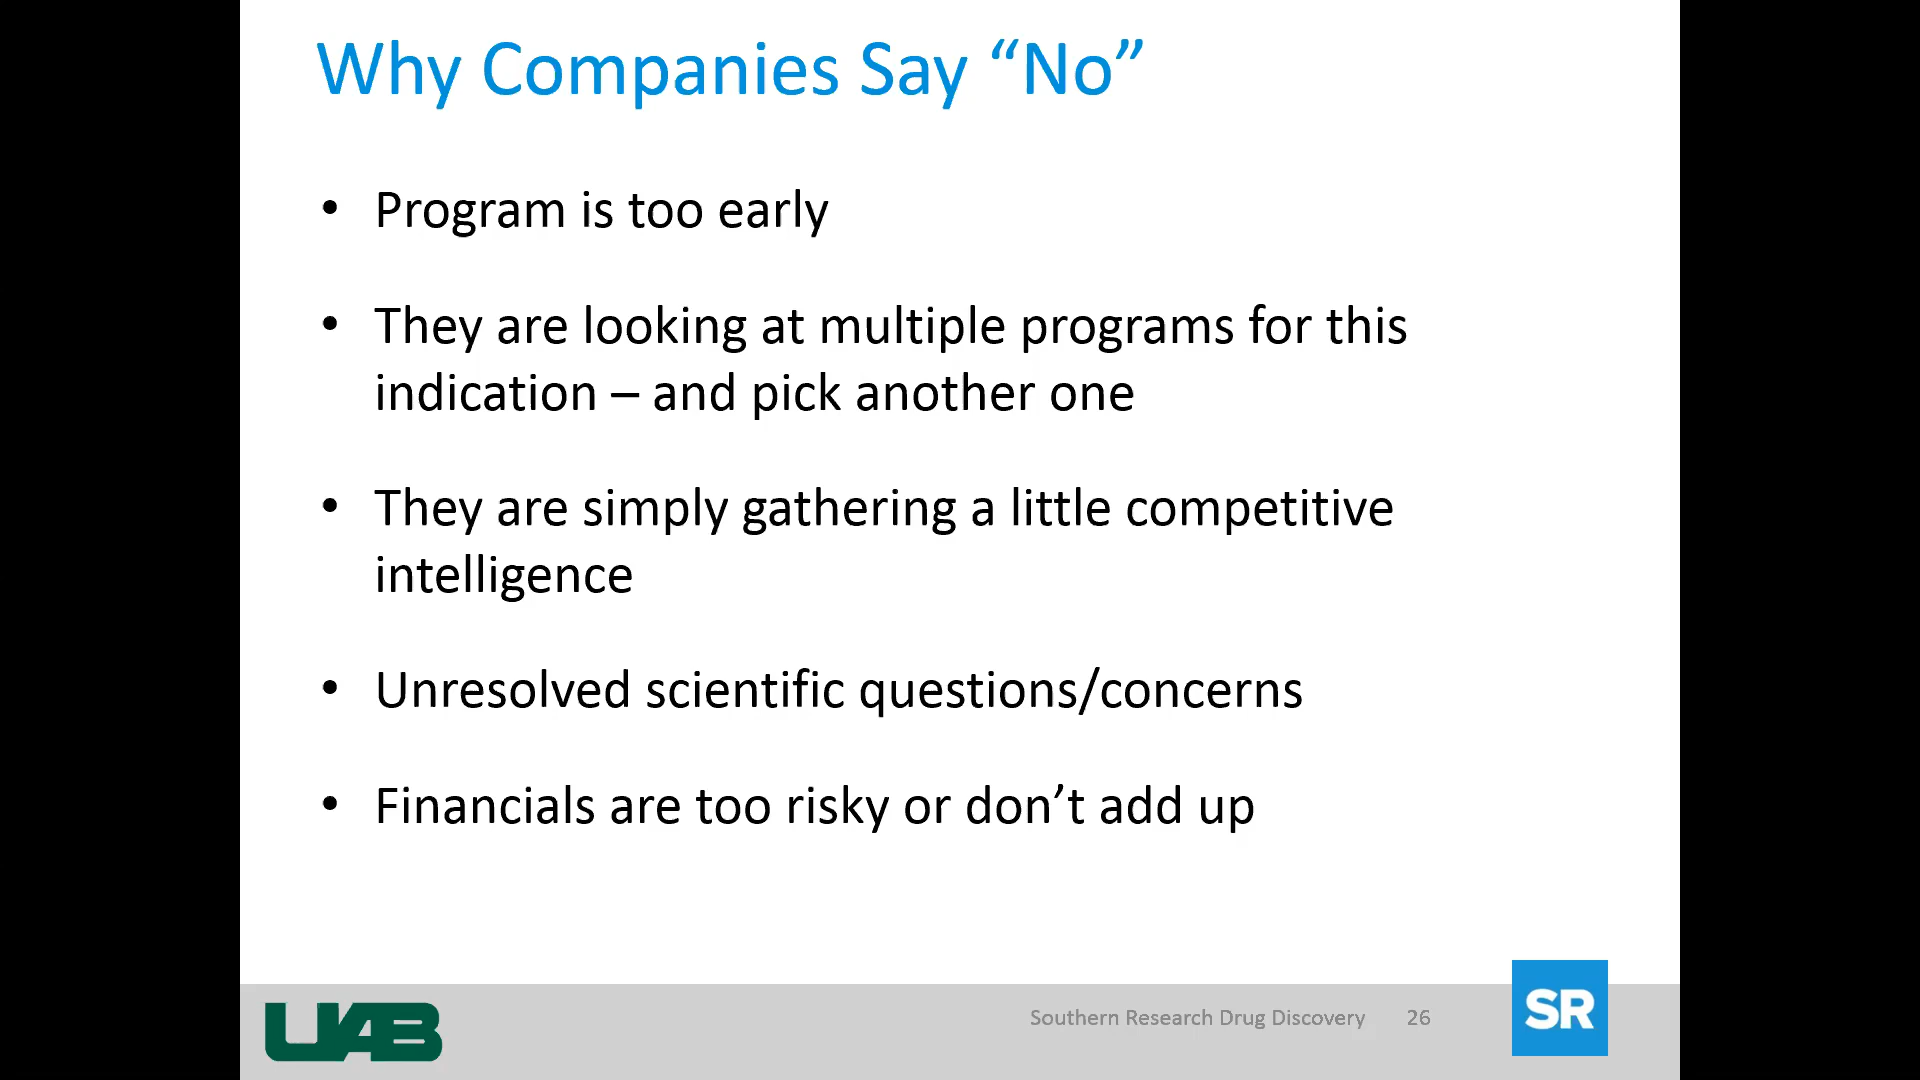 Why Companies Say “No”
• Program is too early
• They are looking at multiple programs for this
indication – and pick another one
• They are simply gathering a little competitive
intelligence
• Unresolved scientific questions/concerns
• Financials are too risky or don’t add up
UAB
Southern Research Drug Discovery 26
SR